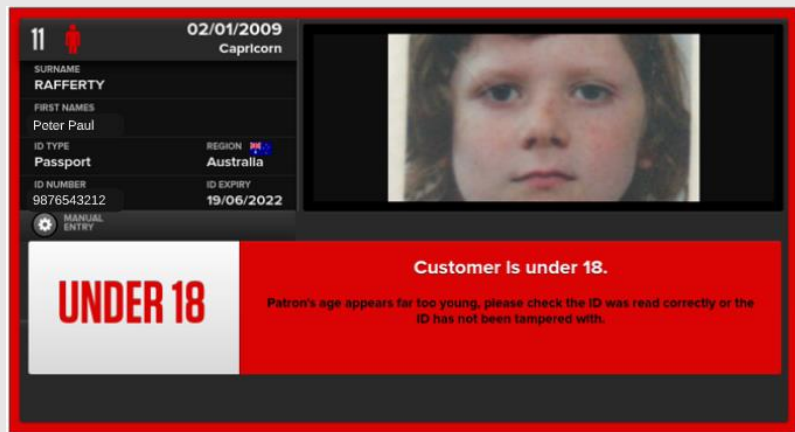 11
02/01/2009
Capricorn
SURNAME
RAFFERTY
FIRST NAMES
Peter Paul
ID TYPE
Passport
REGION
Australia
ID NUMBER
9876543212
ID EXPIRY
19/06/2022
MANUAL
ENTRY
UNDER 18
Customer is under 18.
Patron's age appears far too young, please check the ID was read correctly or the
ID has not been tampered with.